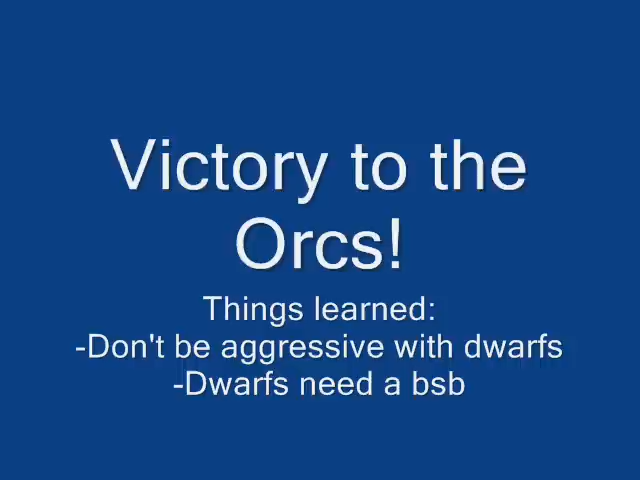 Victory to the
Orcs!
Things learned:
-Don't be aggressive with dwarfs
-Dwarfs need a bsb